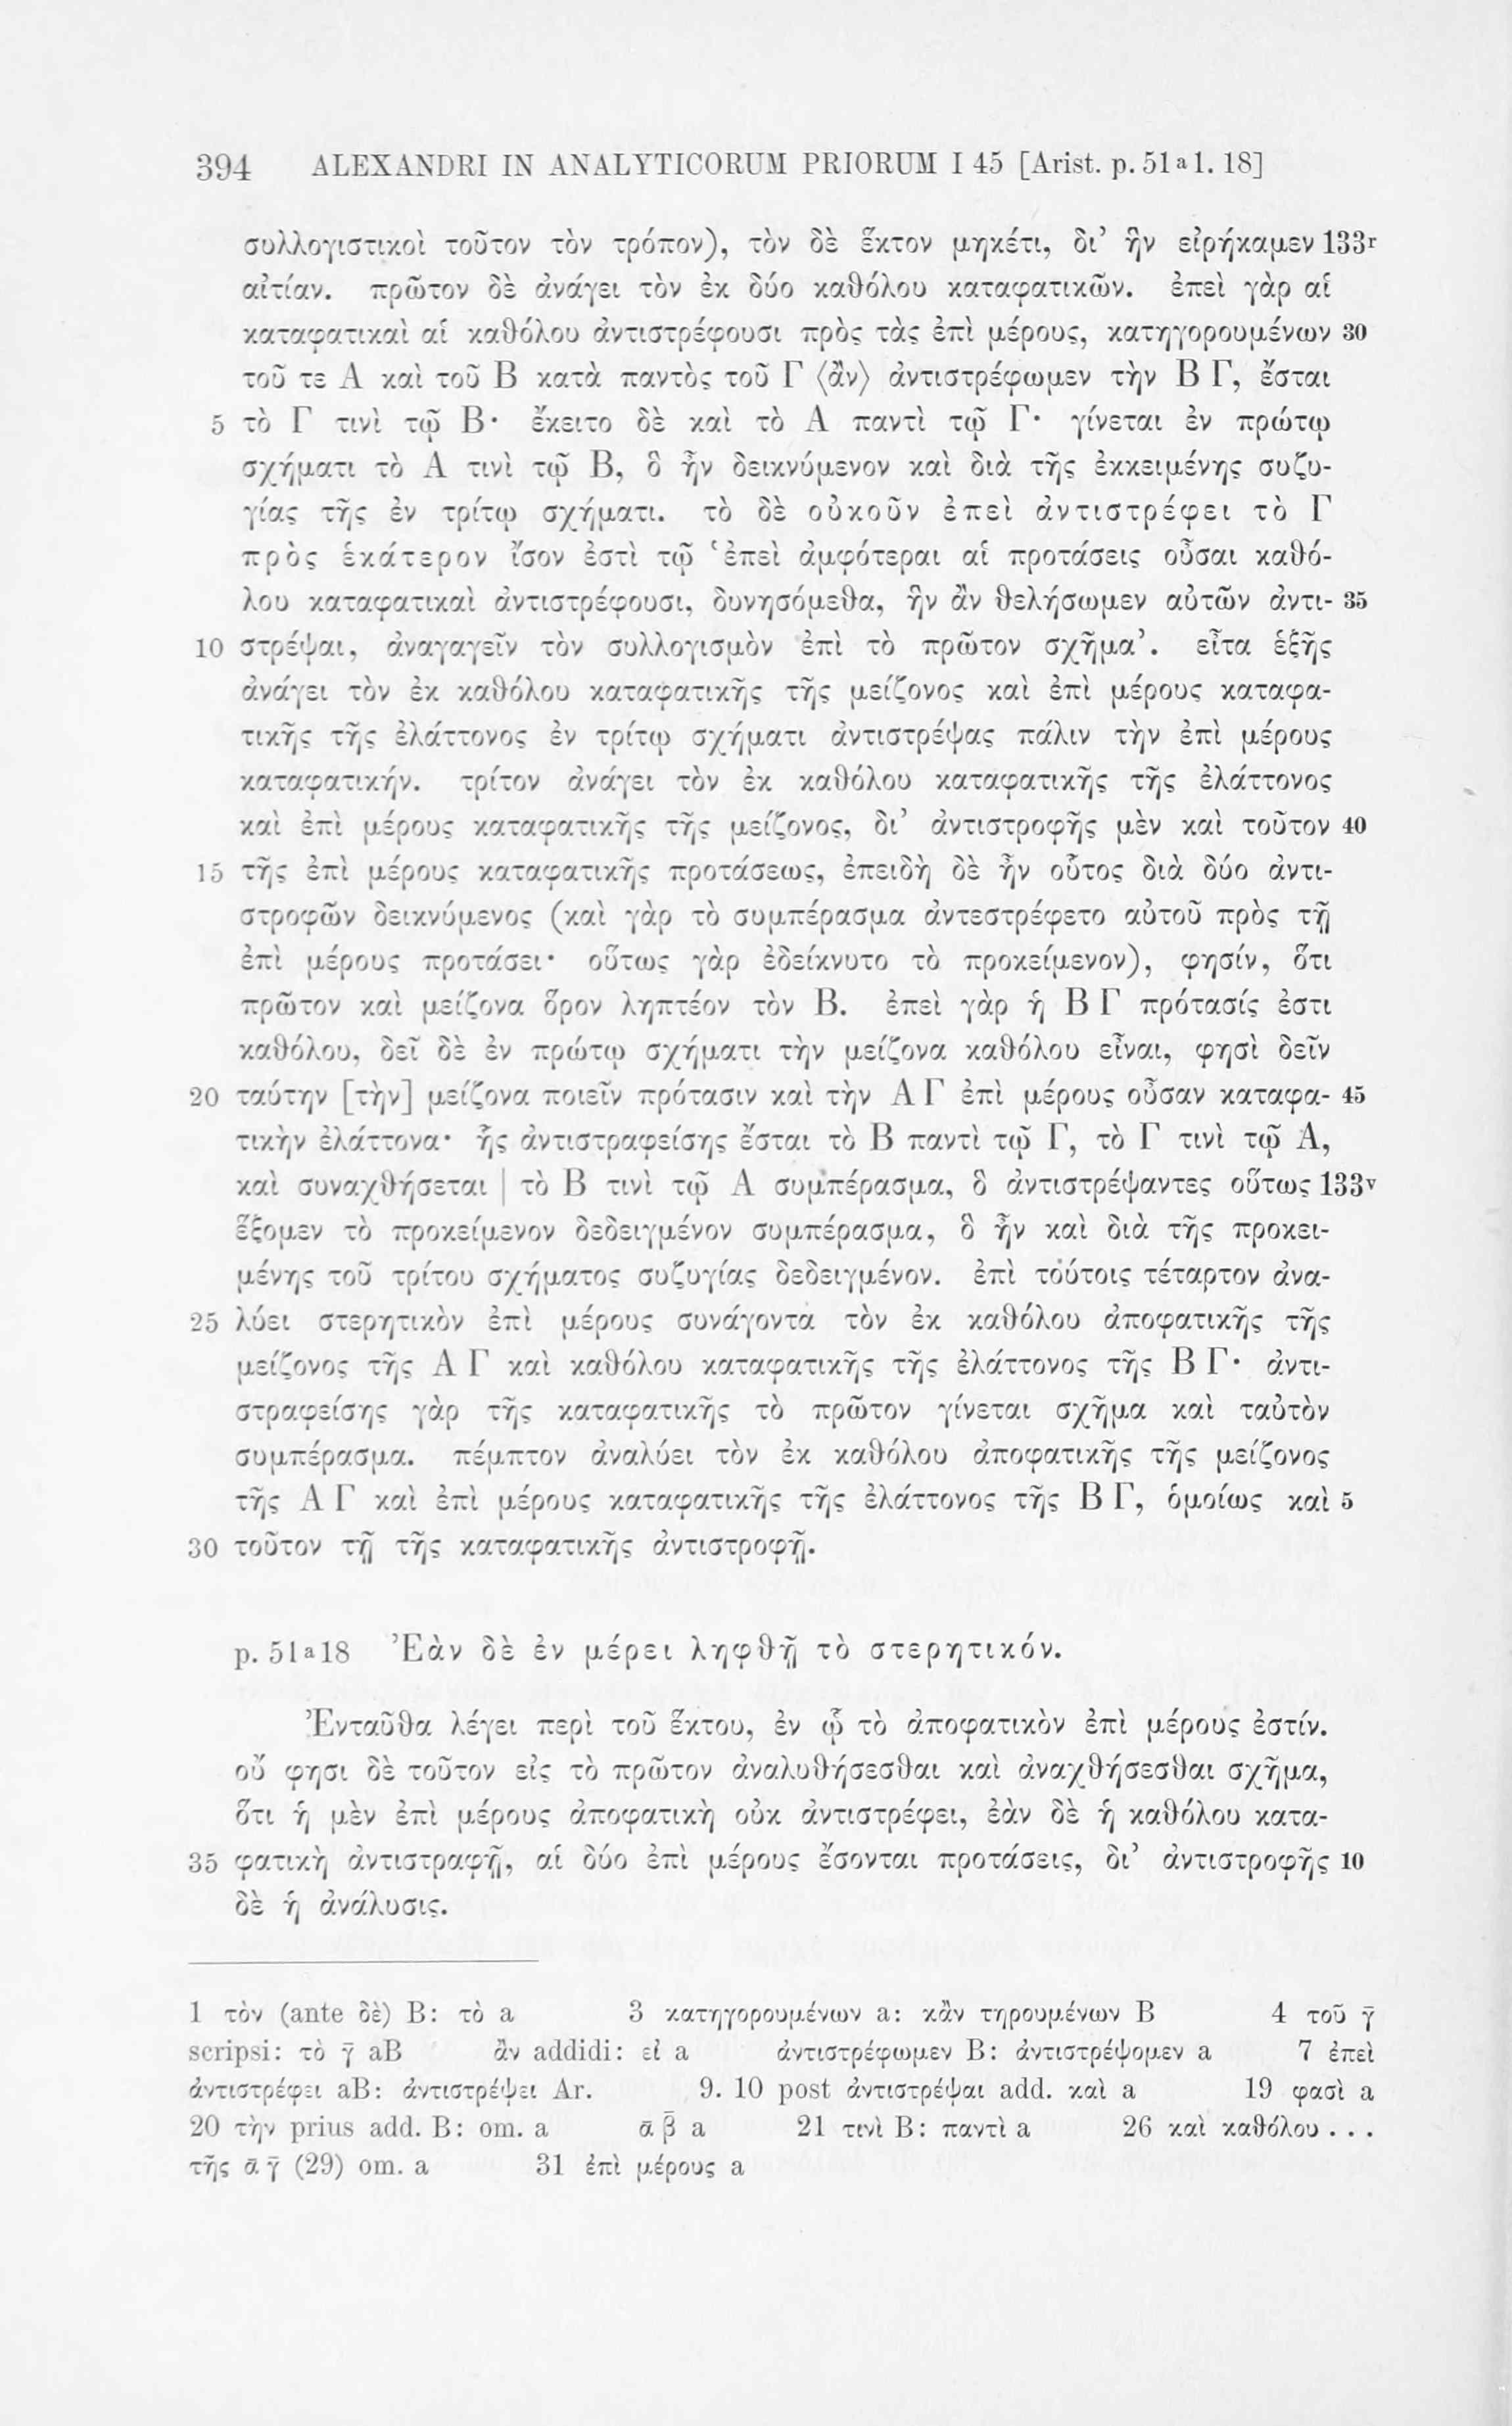 394 ALEXANDRI IN ANALYTICORUM PRIORUM I 45 [Arist. p. 51ᵃ l. 18]
συλλογιστικοὶ τοῦτον τὸν τρόπον), τὸν δὲ ἕκτον μηκέτι, δι’ ἣν εἰρήκαμεν 133ʳ
αἰτίαν. πρῶτον δὲ ἀνάγει τὸν ἐκ δύο καθόλου καταφατικῶν. ἐπεὶ γὰρ αἱ
καταφατικαὶ αἱ καθόλου ἀντιστρέφουσι πρὸς τὰς ἐπὶ μέρους, κατηγορουμένων 30
τοῦ τε Α καὶ τοῦ Β κατὰ παντὸς τοῦ Γ ⟨ἂν⟩ ἀντιστρέφωμεν τὴν Β Γ, ἔσται
5 τὸ Γ τινὶ τῷ Β· ἔκειτο δὲ καὶ τὸ Α παντὶ τῷ Γ· γίνεται ἐν πρώτῳ
σχήματι τὸ Α τινὶ τῷ Β, ὃ ἦν δεικνύμενον καὶ διὰ τῆς ἐκκειμένης συζυ-
γίας τῆς ἐν τρίτῳ σχήματι. τὸ δὲ οὐκοῦν ἐπεὶ ἀντιστρέφει τὸ Γ
πρὸς ἑκάτερον ἴσον ἐστὶ τῷ ‘ἐπεὶ ἀμφότεραι αἱ προτάσεις οὖσαι καθό-
λου καταφατικαὶ ἀντιστρέφουσι, δυνησόμεθα, ἣν ἂν θελήσωμεν αὐτῶν ἀντι- 35
10 στρέψαι, ἀναγαγεῖν τὸν συλλογισμὸν ἐπὶ τὸ πρῶτον σχῆμα’. εἶτα ἑξῆς
ἀνάγει τὸν ἐκ καθόλου καταφατικῆς τῆς μείζονος καὶ ἐπὶ μέρους καταφα-
τικῆς τῆς ἐλάττονος ἐν τρίτῳ σχήματι ἀντιστρέψας πάλιν τὴν ἐπὶ μέρους
καταφατικήν. τρίτον ἀνάγει τὸν ἐκ καθόλου καταφατικῆς τῆς ἐλάττονος
καὶ ἐπὶ μέρους καταφατικῆς τῆς μείζονος, δι’ ἀντιστροφῆς μὲν καὶ τοῦτον 40
15 τῆς ἐπὶ μέρους καταφατικῆς προτάσεως, ἐπειδὴ δὲ ἦν οὗτος διὰ δύο ἀντι-
στροφῶν δεικνύμενος (καὶ γὰρ τὸ συμπέρασμα ἀντεστρέφετο αὐτοῦ πρὸς τῇ
ἐπὶ μέρους προτάσει· οὕτως γὰρ ἐδείκνυτο τὸ προκείμενον), φησίν, ὅτι
πρῶτον καὶ μείζονα ὅρον ληπτέον τὸν Β. ἐπεὶ γὰρ ἡ Β Γ πρότασίς ἐστι
καθόλου, δεῖ δὲ ἐν πρώτῳ σχήματι τὴν μείζονα καθόλου εἶναι, φησὶ δεῖν
20 ταύτην [τὴν] μείζονα ποιεῖν πρότασιν καὶ τὴν Α Γ ἐπὶ μέρους οὖσαν καταφα- 45
τικὴν ἐλάττονα· ἧς ἀντιστραφείσης ἔσται τὸ Β παντὶ τῷ Γ, τὸ Γ τινὶ τῷ Α,
καὶ συναχθήσεται | τὸ Β τινὶ τῷ Α συμπέρασμα, ὃ ἀντιστρέψαντες οὕτως 133ᵛ
ἕξομεν τὸ προκείμενον δεδειγμένον συμπέρασμα, ὃ ἦν καὶ διὰ τῆς προκει-
μένης τοῦ τρίτου σχήματος συζυγίας δεδειγμένον. ἐπὶ τούτοις τέταρτον ἀνα-
25 λύει στερητικὸν ἐπὶ μέρους συνάγοντα τὸν ἐκ καθόλου ἀποφατικῆς τῆς
μείζονος τῆς Α Γ καὶ καθόλου καταφατικῆς τῆς ἐλάττονος τῆς Β Γ· ἀντι-
στραφείσης γὰρ τῆς καταφατικῆς τὸ πρῶτον γίνεται σχῆμα καὶ ταὐτὸν
συμπέρασμα. πέμπτον ἀναλύει τὸν ἐκ καθόλου ἀποφατικῆς τῆς μείζονος
τῆς Α Γ καὶ ἐπὶ μέρους καταφατικῆς τῆς ἐλάττονος τῆς Β Γ, ὁμοίως καὶ 5
30 τοῦτον τῇ τῆς καταφατικῆς ἀντιστροφῇ.
p. 51ᵃ18 Ἐὰν δὲ ἐν μέρει ληφθῇ τὸ στερητικόν.
Ἐνταῦθα λέγει περὶ τοῦ ἕκτου, ἐν ᾧ τὸ ἀποφατικὸν ἐπὶ μέρους ἐστίν.
οὔ φησι δὲ τοῦτον εἰς τὸ πρῶτον ἀναλυθήσεσθαι καὶ ἀναχθήσεσθαι σχῆμα,
ὅτι ἡ μὲν ἐπὶ μέρους ἀποφατικὴ οὐκ ἀντιστρέφει, ἐὰν δὲ ἡ καθόλου κατα-
35 φατικὴ ἀντιστραφῇ, αἱ δύο ἐπὶ μέρους ἔσονται προτάσεις, δι’ ἀντιστροφῆς 10
δὲ ἡ ἀνάλυσις.
1 τὸν (ante δὲ) B: τὸ a 3 κατηγορουμένων a: κἂν τηρουμένων B 4 τοῦ γ̄
scripsi: τὸ γ̄ aB ἂν addidi: εἰ a ἀντιστρέφωμεν B: ἀντιστρέψομεν a 7 ἐπεὶ
ἀντιστρέφει aB: ἀντιστρέψει Ar. 9. 10 post ἀντιστρέψαι add. καὶ a 19 φασὶ a
20 τὴν prius add. B: om. a ᾱ β̄ a 21 τινὶ B: παντὶ a 26 καὶ καθόλου . . .
τῆς ᾱ γ̄ (29) om. a 31 ἐπὶ μέρους a